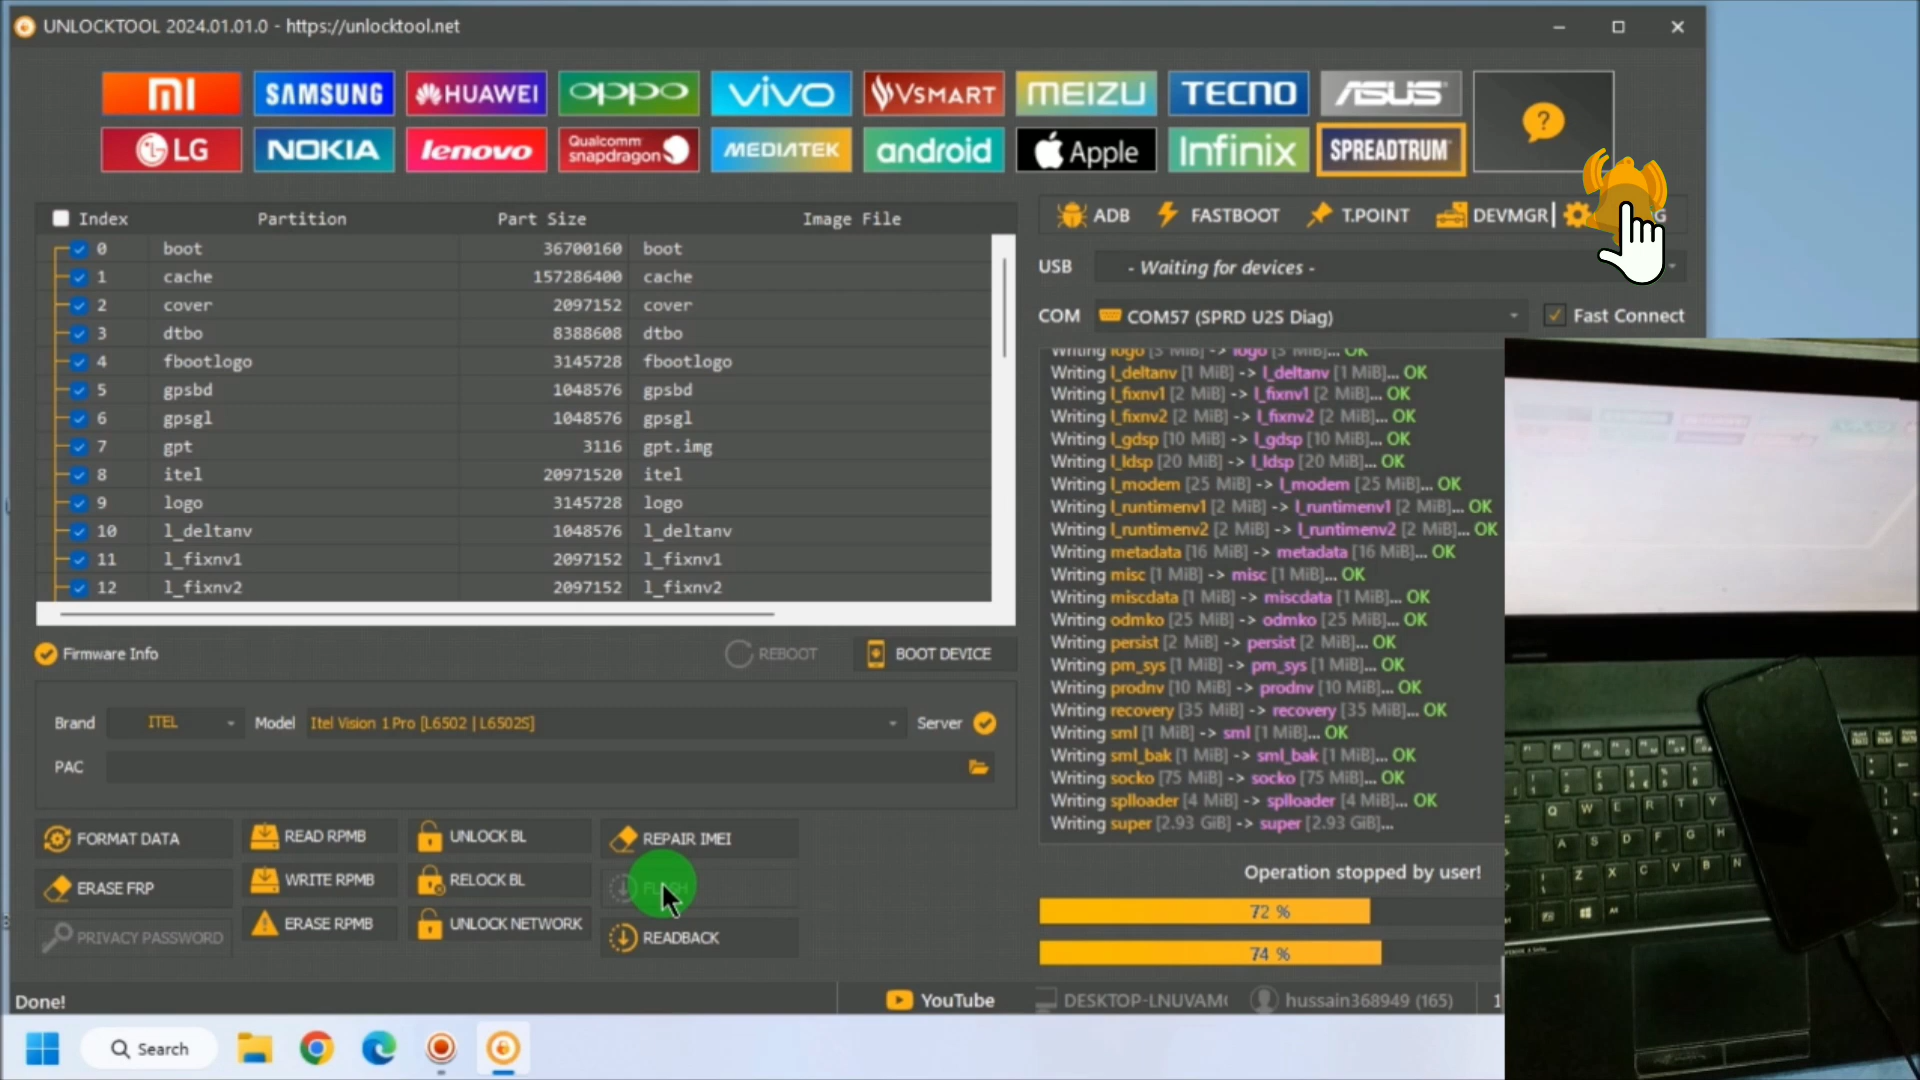 UNLOCKTOOL 2024.01.01.0 - https://unlocktool.net
mi SAMSUNG HUAWEI oppo vivo VSMART MEIZU TECNO ASUS
LG NOKIA lenovo Qualcomm snapdragon MEDIATEK android Apple Infinix SPREADTRUM ?
Index Partition Part Size Image File
0 boot 36700160 boot
1 cache 157286400 cache
2 cover 2097152 cover
3 dtbo 8388608 dtbo
4 fbootlogo 3145728 fbootlogo
5 gpsbd 1048576 gpsbd
6 gpsgl 1048576 gpsgl
7 gpt 3116 gpt.img
8 itel 20971520 itel
9 logo 3145728 logo
10 l_deltanv 1048576 l_deltanv
11 l_fixnv1 2097152 l_fixnv1
12 l_fixnv2 2097152 l_fixnv2
Firmware Info REBOOT BOOT DEVICE
Brand ITEL Model Itel Vision 1 Pro [L6502 | L6502S] Server
PAC
FORMAT DATA READ RPMB UNLOCK BL REPAIR IMEI
ERASE FRP WRITE RPMB RELOCK BL
PRIVACY PASSWORD ERASE RPMB UNLOCK NETWORK READBACK
ADB FASTBOOT T.POINT DEVMGR
USB - Waiting for devices -
COM COM57 (SPRD U2S Diag) Fast Connect
Writing logo [3 MiB] -> logo [3 MiB]... OK
Writing l_deltanv [1 MiB] -> l_deltanv [1 MiB]... OK
Writing l_fixnv1 [2 MiB] -> l_fixnv1 [2 MiB]... OK
Writing l_fixnv2 [2 MiB] -> l_fixnv2 [2 MiB]... OK
Writing l_gdsp [10 MiB] -> l_gdsp [10 MiB]... OK
Writing l_ldsp [20 MiB] -> l_ldsp [20 MiB]... OK
Writing l_modem [25 MiB] -> l_modem [25 MiB]... OK
Writing l_runtimenv1 [2 MiB] -> l_runtimenv1 [2 MiB]... OK
Writing l_runtimenv2 [2 MiB] -> l_runtimenv2 [2 MiB]... OK
Writing metadata [16 MiB] -> metadata [16 MiB]... OK
Writing misc [1 MiB] -> misc [1 MiB]... OK
Writing miscdata [1 MiB] -> miscdata [1 MiB]... OK
Writing odmko [25 MiB] -> odmko [25 MiB]... OK
Writing persist [2 MiB] -> persist [2 MiB]... OK
Writing pm_sys [1 MiB] -> pm_sys [1 MiB]... OK
Writing prodnv [10 MiB] -> prodnv [10 MiB]... OK
Writing recovery [35 MiB] -> recovery [35 MiB]... OK
Writing sml [1 MiB] -> sml [1 MiB]... OK
Writing sml_bak [1 MiB] -> sml_bak [1 MiB]... OK
Writing socko [75 MiB] -> socko [75 MiB]... OK
Writing splloader [4 MiB] -> splloader [4 MiB]... OK
Writing super [2.93 GiB] -> super [2.93 GiB]...
Operation stopped by user!
72 %
74 %
Done! YouTube hussain368949 (165)
Search